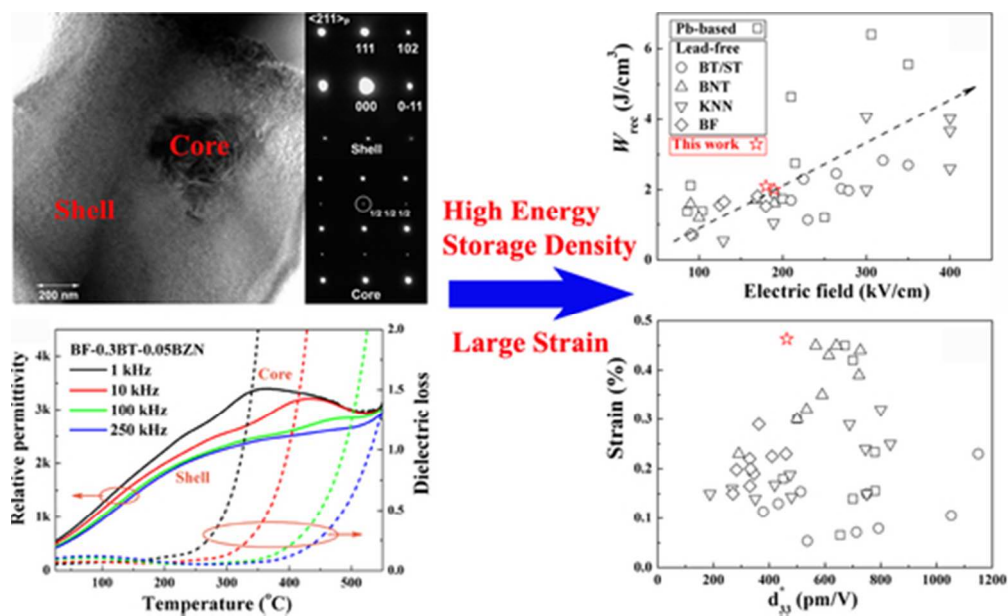 <211>p
111
102
000
0-11
Core
Shell
Shell
1/2 1/2 1/2
200 nm
Core
High Energy
Storage Density
Large Strain
Wrec (J/cm³)
6
4
2
0
Pb-based
Lead-free
BT/ST
BNT
KNN
BF
This work
100
200
300
400
Electric field (kV/cm)
Relative permittivity
4k
3k
2k
1k
BF-0.3BT-0.05BZN
1 kHz
10 kHz
100 kHz
250 kHz
Core
Shell
2.0
1.5
1.2
0.8
0.4
0.0
Dielectric loss
100
200
300
400
500
Temperature (°C)
Strain (%)
0.5
0.4
0.3
0.2
0.1
0.0
0
200
400
600
800
1000
1200
d*33 (pm/V)